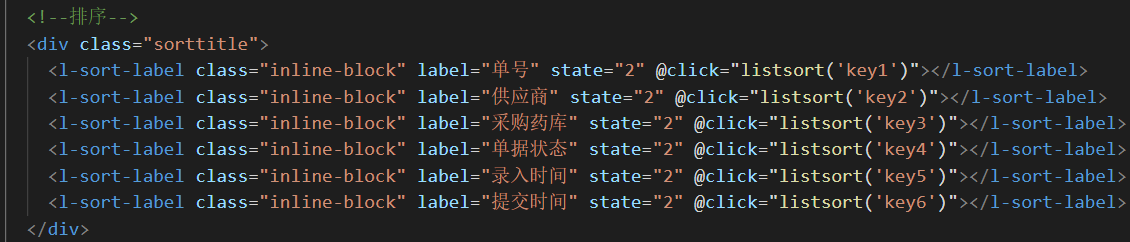 <!--排序-->
<div class="sorttitle">
<l-sort-label class="inline-block" label="单号" state="2" @click="listsort('key1')"></l-sort-label>
<l-sort-label class="inline-block" label="供应商" state="2" @click="listsort('key2')"></l-sort-label>
<l-sort-label class="inline-block" label="采购药库" state="2" @click="listsort('key3')"></l-sort-label>
<l-sort-label class="inline-block" label="单据状态" state="2" @click="listsort('key4')"></l-sort-label>
<l-sort-label class="inline-block" label="录入时间" state="2" @click="listsort('key5')"></l-sort-label>
<l-sort-label class="inline-block" label="提交时间" state="2" @click="listsort('key6')"></l-sort-label>
</div>